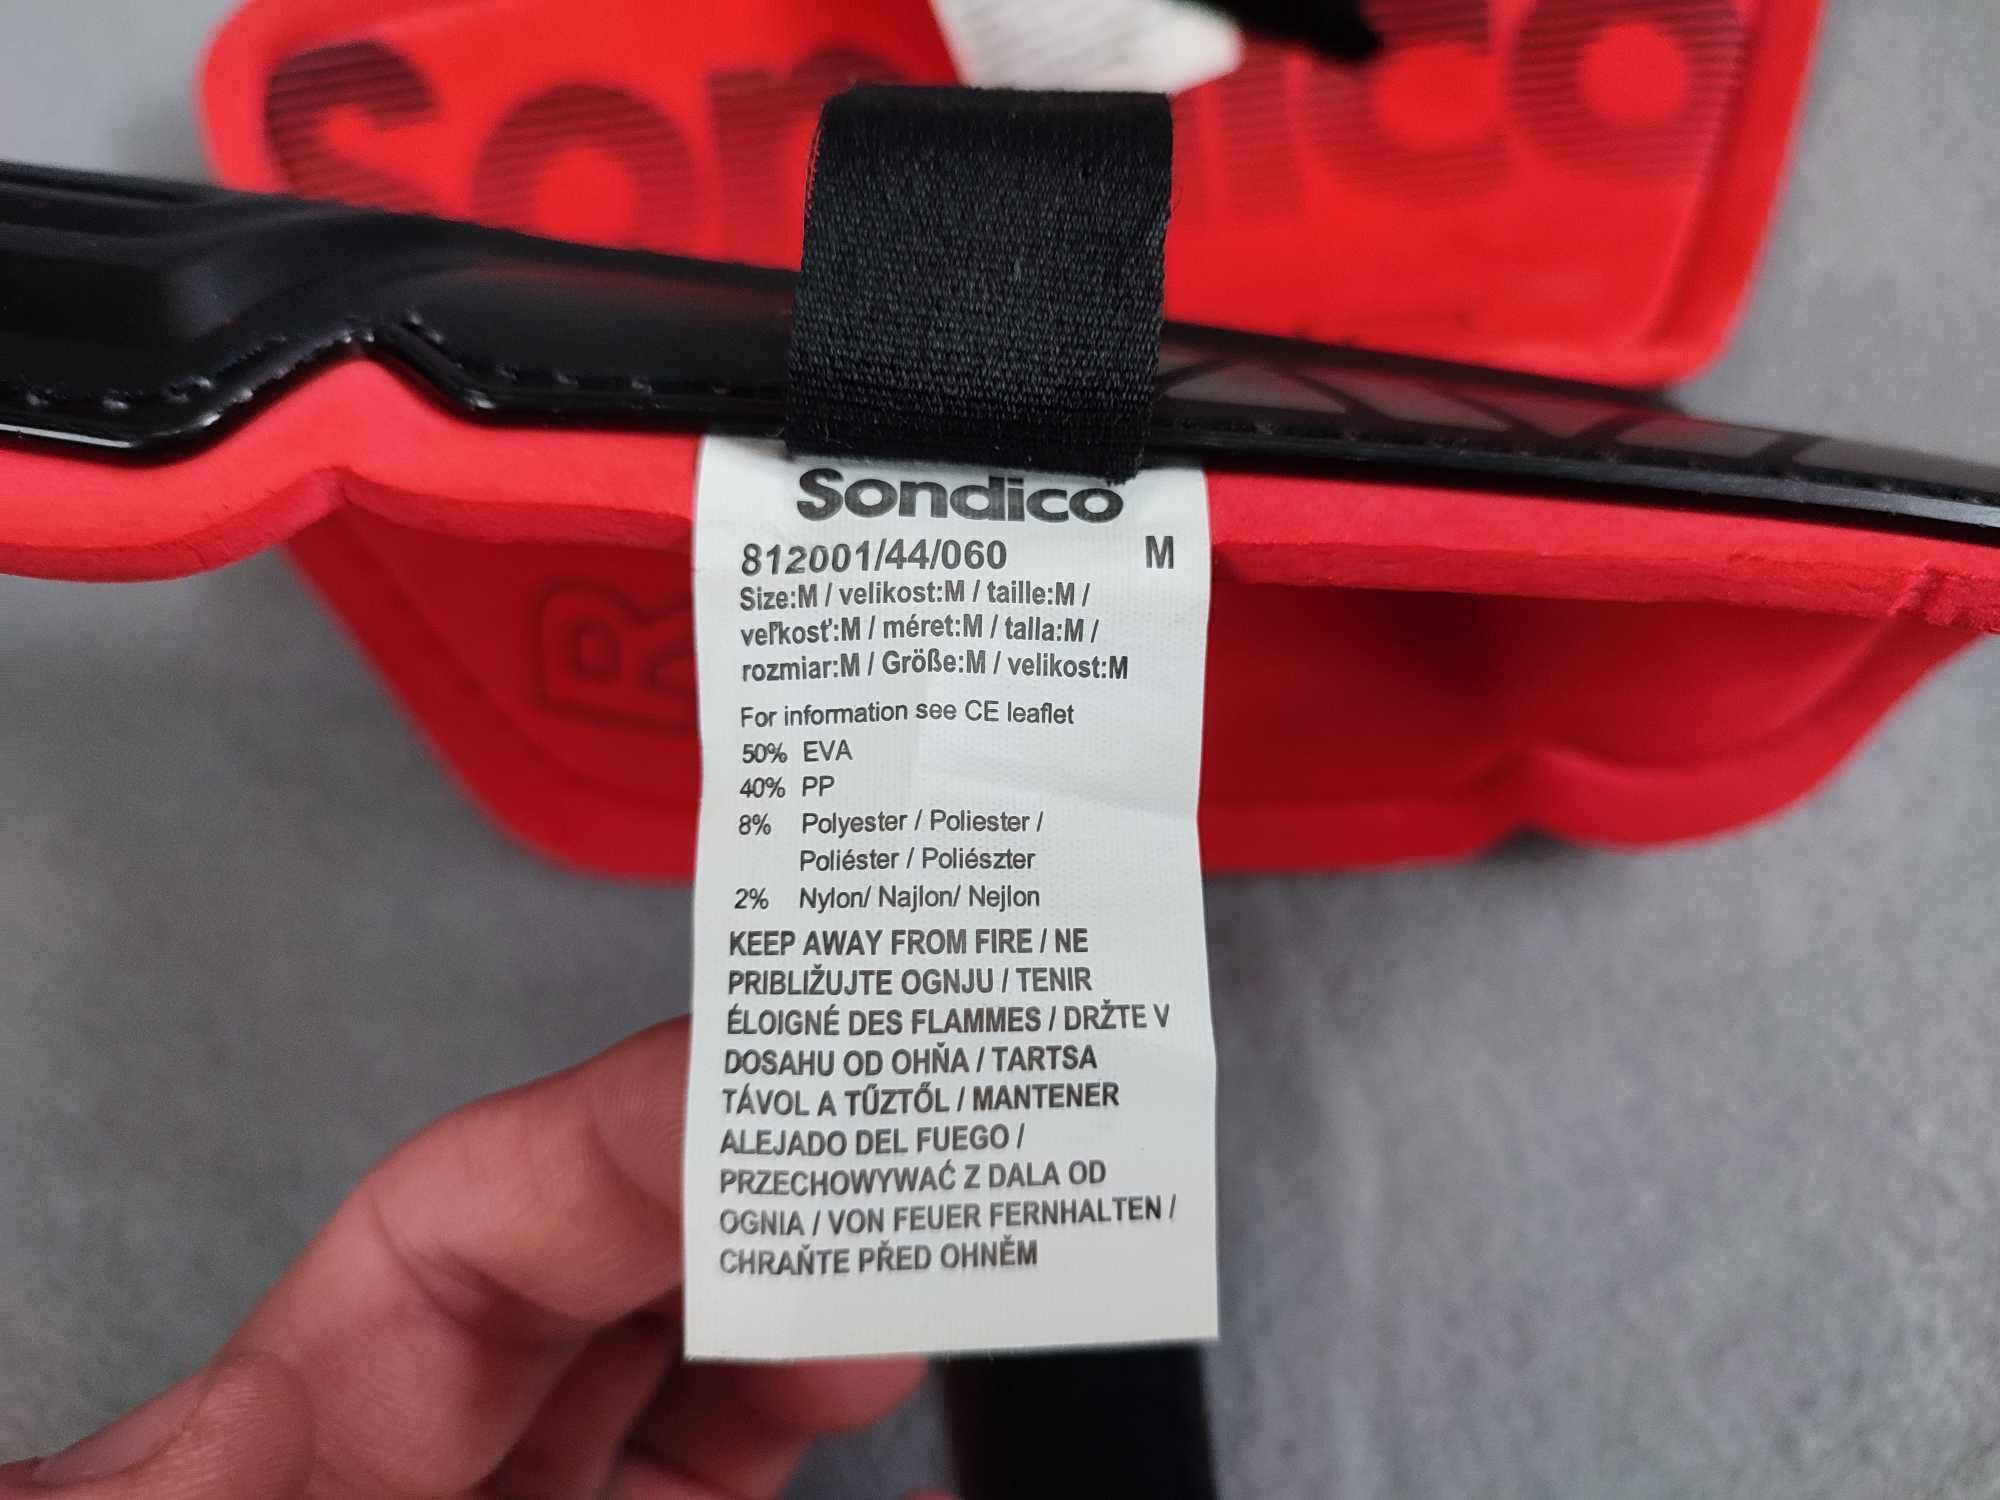 Sondico
Sondico
812001/44/060 M
Size:M / velikost:M / taille:M /
veľkosť:M / méret:M / talla:M /
rozmiar:M / Größe:M / velikost:M
For information see CE leaflet
50% EVA
40% PP
8% Polyester / Poliester /
Poliéster / Poliészter
2% Nylon/ Najlon/ Nejlon
KEEP AWAY FROM FIRE / NE
PRIBLIŽUJTE OGNJU / TENIR
ÉLOIGNÉ DES FLAMMES / DRŽTE V
DOSAHU OD OHŇA / TARTSA
TÁVOL A TŰZTŐL / MANTENER
ALEJADO DEL FUEGO /
PRZECHOWYWAĆ Z DALA OD
OGNIA / VON FEUER FERNHALTEN /
CHRAŇTE PŘED OHNĚM
R